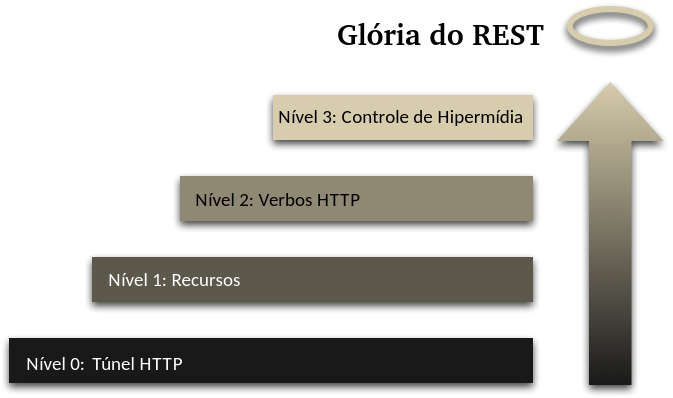 Glória do REST
Nível 3: Controle de Hipermídia
Nível 2: Verbos HTTP
Nível 1: Recursos
Nível 0: Túnel HTTP